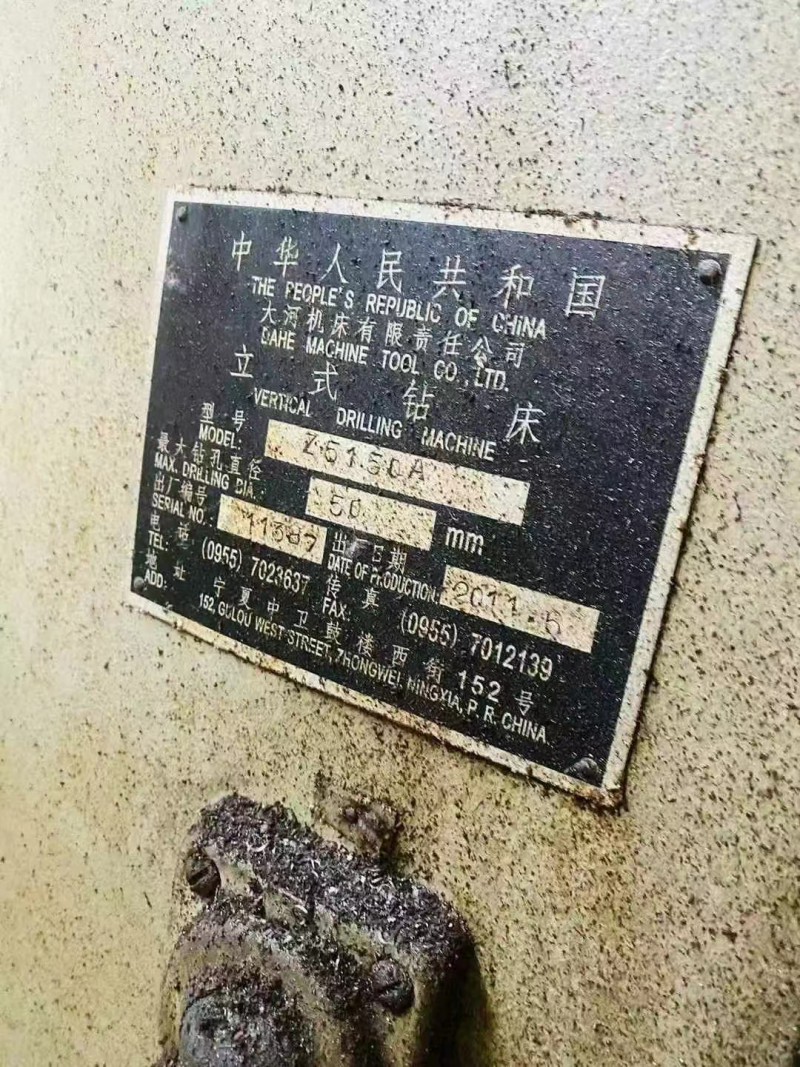 中华人民共和国
THE PEOPLE'S REPUBLIC OF CHINA
大河机床有限责任公司
DAHE MACHINE TOOL CO., LTD.
立式钻床
VERTICAL DRILLING MACHINE
型号
MODEL: Z5150A
最大钻孔直径
MAX. DRILLING DIA.: 50 mm
出厂编号 出厂日期
SERIAL NO. DATE OF PRODUCTION 2011.5
电话 传真
TEL: (0955) 7023637 FAX: (0955) 7012139
地址 宁夏中卫鼓楼西街152号
ADD: 152, GULOU WEST STREET, ZHONGWEI, NINGXIA, P. R. CHINA.